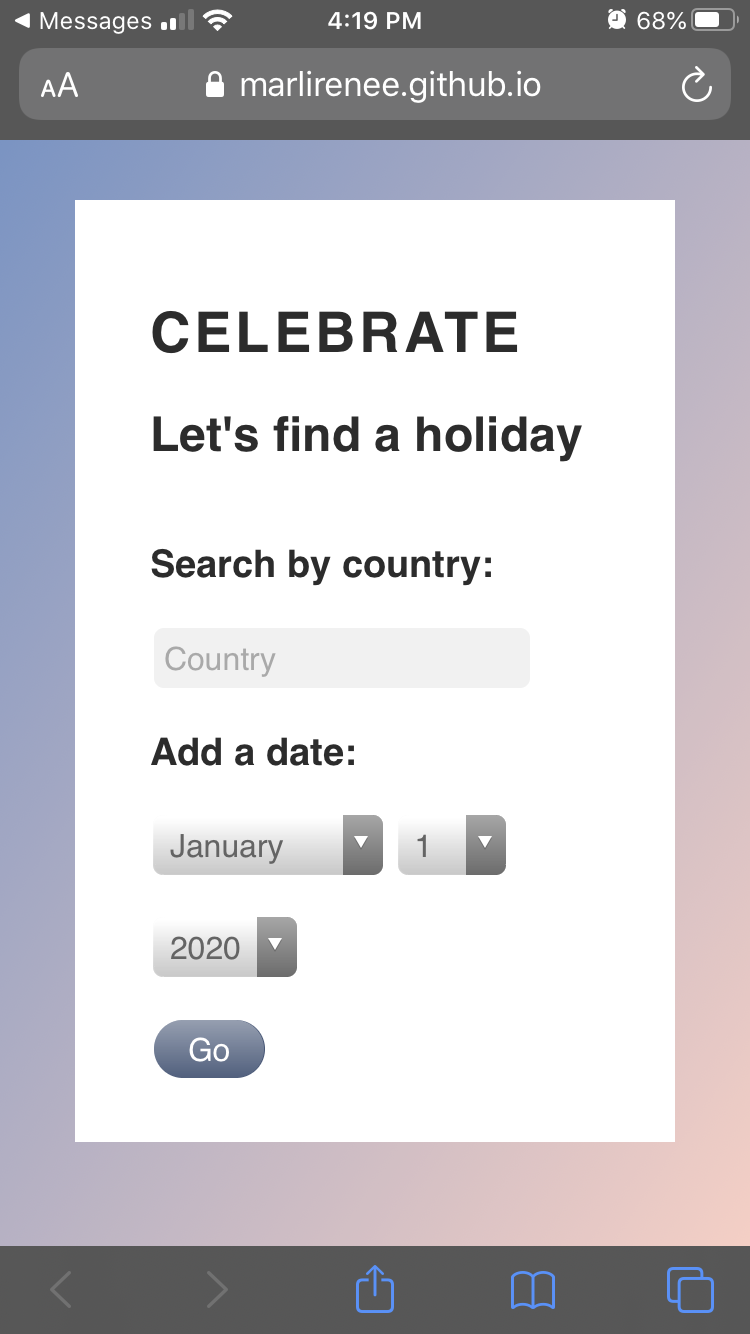 Messages 4:19 PM 68%
AA marlirenee.github.io
CELEBRATE
Let's find a holiday
Search by country:
Country
Add a date:
January 1
2020
Go